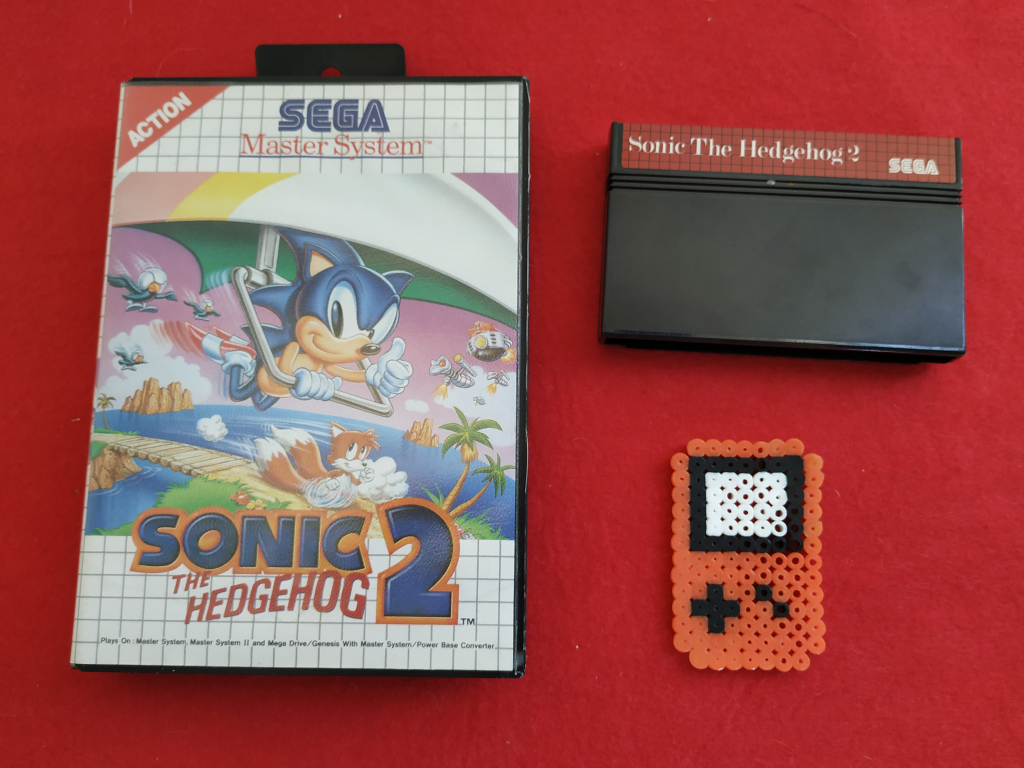 ACTION
SEGA
Master System™
SONIC
THE
HEDGEHOG
2
™
Plays On : Master System, Master System II and Mega Drive/Genesis With Master System/Power Base Converter.
Sonic The Hedgehog 2
SEGA